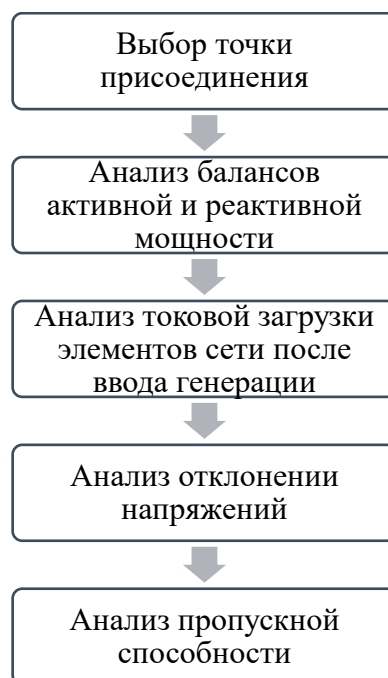 Выбор точки
присоединения
Анализ балансов
активной и реактивной
мощности
Анализ токовой загрузки
элементов сети после
ввода генерации
Анализ отклонении
напряжений
Анализ пропускной
способности